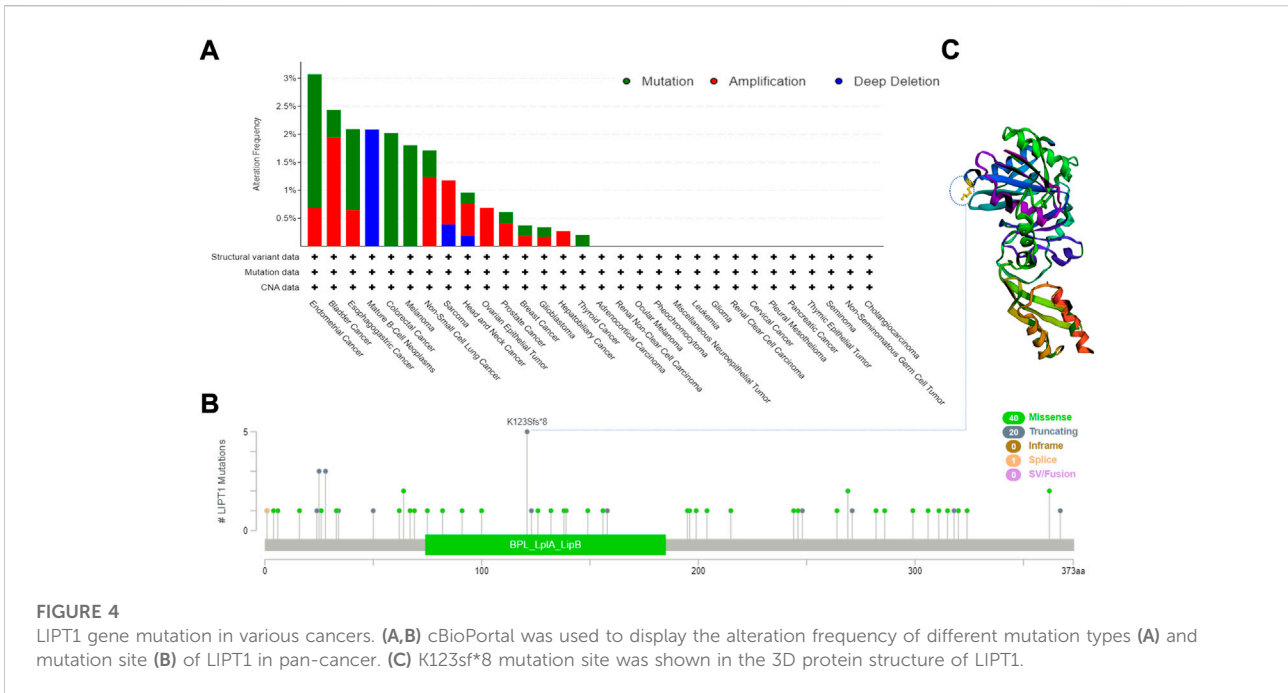 A
C
Mutation
Amplification
Deep Deletion
Alteration Frequency
3%
2.5%
2%
1.5%
1%
0.5%
Structural variant data
Mutation data
CNA data
Endometrial Cancer
Bladder Cancer
Esophagogastric Cancer
Mature B-Cell Neoplasms
Colorectal Cancer
Melanoma
Non-Small Cell Lung Cancer
Sarcoma
Head and Neck Cancer
Ovarian Epithelial Tumor
Prostate Cancer
Breast Cancer
Glioblastoma
Hepatobiliary Cancer
Thyroid Cancer
Adrenocortical Carcinoma
Renal Non-Clear Cell Carcinoma
Ocular Melanoma
Pheochromocytoma
Miscellaneous Neuroepithelial Tumor
Leukemia
Glioma
Renal Clear Cell Carcinoma
Cervical Cancer
Pleural Mesothelioma
Pancreatic Cancer
Thymic Epithelial Tumor
Seminoma
Non-Seminomatous Germ Cell Tumor
Cholangiocarcinoma
B
# LIPT1 Mutations
5
0
K123Sfs*8
40 Missense
20 Truncating
0 Inframe
1 Splice
0 SV/Fusion
BPL_LplA_LipB
0 100 200 300 373aa
FIGURE 4
LIPT1 gene mutation in various cancers. (A,B) cBioPortal was used to display the alteration frequency of different mutation types (A) and
mutation site (B) of LIPT1 in pan-cancer. (C) K123sf*8 mutation site was shown in the 3D protein structure of LIPT1.